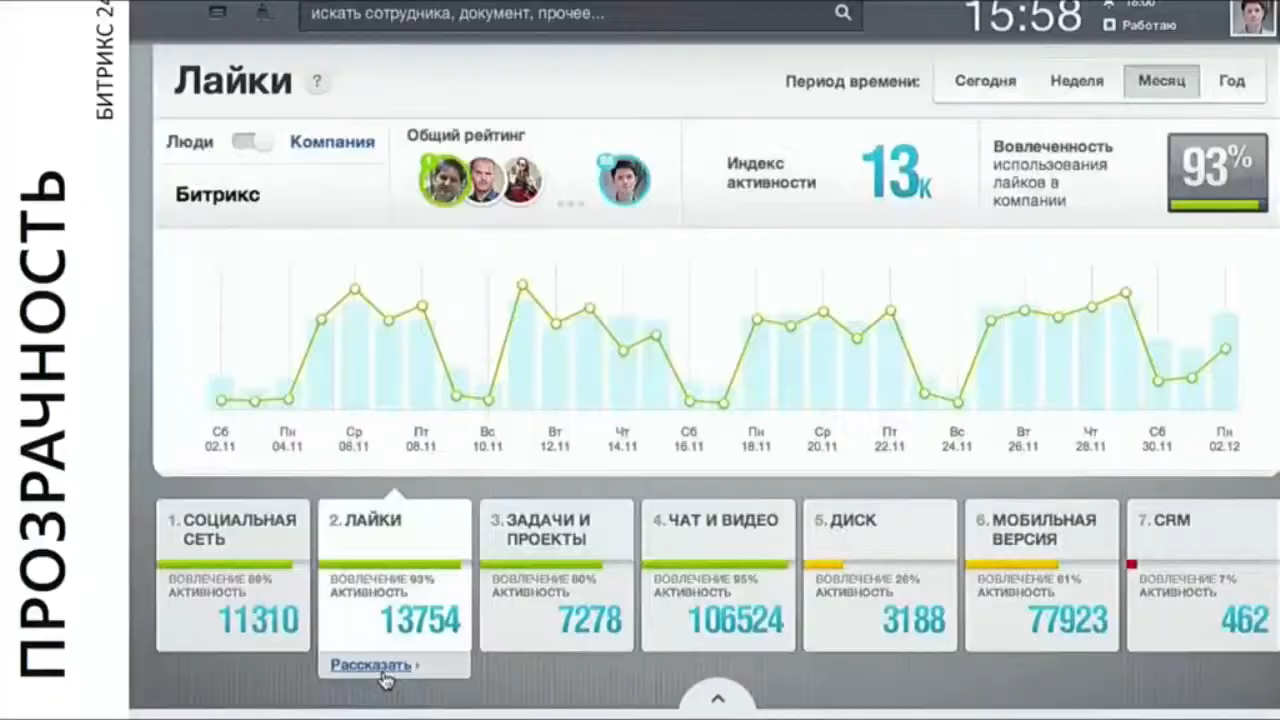 ПРОЗРАЧНОСТЬ
БИТРИКС 24
искать сотрудника, документ, прочее...
15:58
Работаю
Лайки ?
Период времени: Сегодня Неделя Месяц Год
Люди Компания
Битрикс
Общий рейтинг
Индекс
активности
13к
Вовлеченность
использования
лайков в
компании
93%
Сб Пн Ср Пт Вс Вт Чт Сб Пн Ср Пт Вс Вт Чт Сб Пн
02.11 04.11 06.11 08.11 10.11 12.11 14.11 16.11 18.11 20.11 22.11 24.11 26.11 28.11 30.11 02.12
1. СОЦИАЛЬНАЯ
СЕТЬ
ВОВЛЕЧЕНИЕ 89%
АКТИВНОСТЬ
11310
2. ЛАЙКИ
ВОВЛЕЧЕНИЕ 93%
АКТИВНОСТЬ
13754
Рассказать ›
3. ЗАДАЧИ И
ПРОЕКТЫ
ВОВЛЕЧЕНИЕ 80%
АКТИВНОСТЬ
7278
4. ЧАТ И ВИДЕО
ВОВЛЕЧЕНИЕ 95%
АКТИВНОСТЬ
106524
5. ДИСК
ВОВЛЕЧЕНИЕ 26%
АКТИВНОСТЬ
3188
6. МОБИЛЬНАЯ
ВЕРСИЯ
ВОВЛЕЧЕНИЕ 61%
АКТИВНОСТЬ
77923
7. CRM
ВОВЛЕЧЕНИЕ 7%
АКТИВНОСТЬ
462